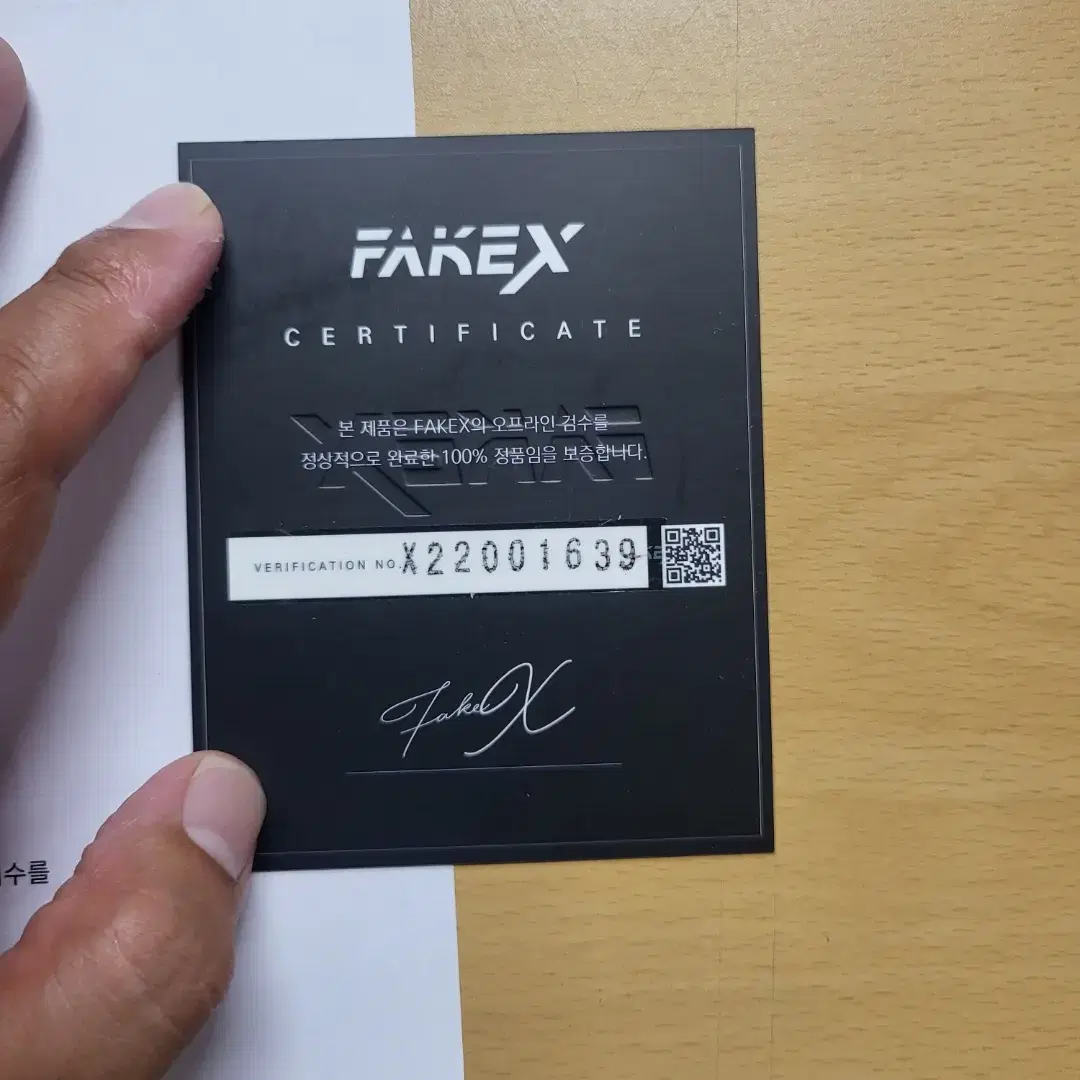 FAKEX
CERTIFICATE
본 제품은 FAKEX의 오프라인 검수를
정상적으로 완료한 100% 정품임을 보증합니다.
VERIFICATION NO. X22001639
FakeX
수를